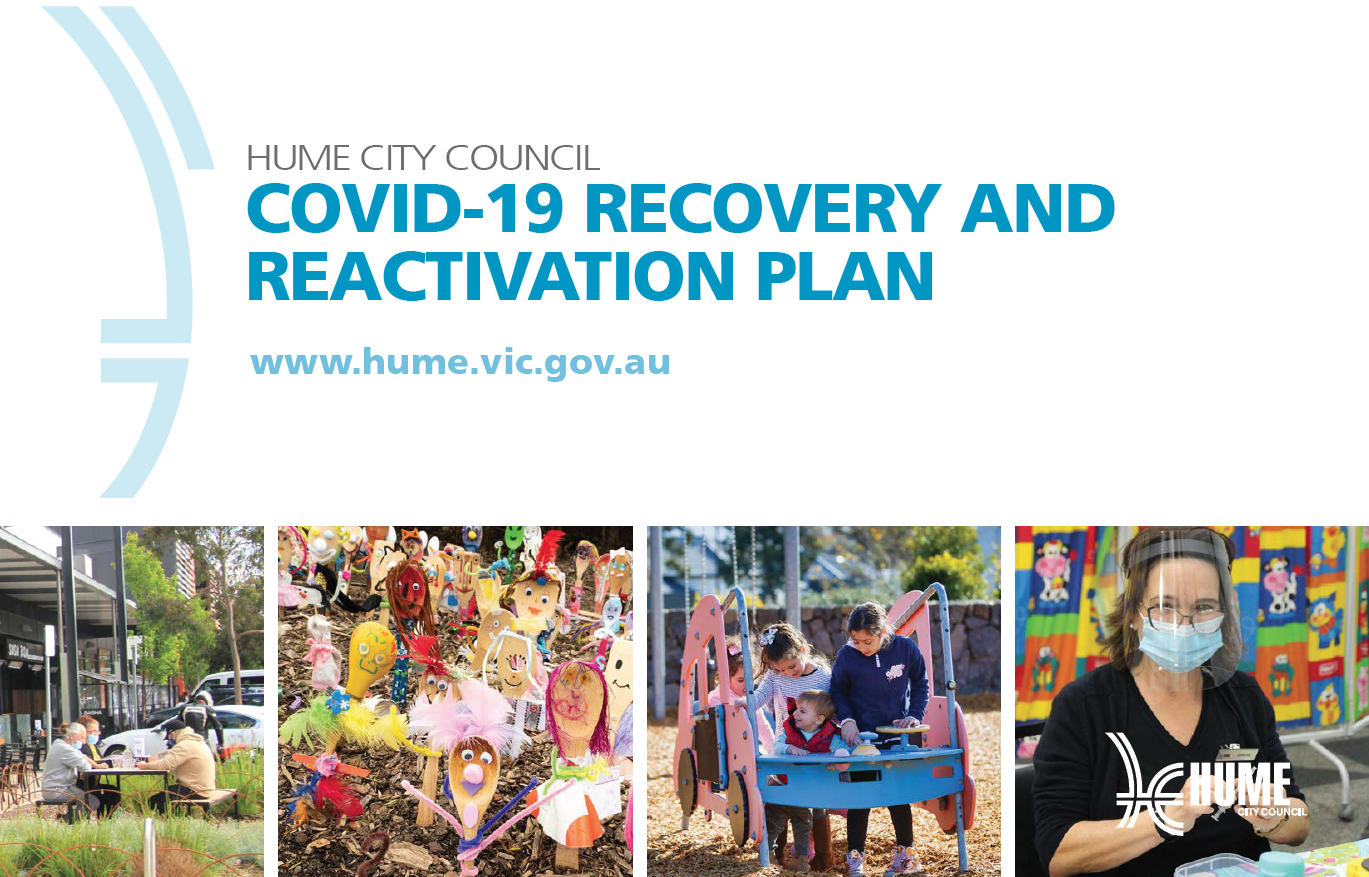 HUME CITY COUNCIL
COVID-19 RECOVERY AND
REACTIVATION PLAN
www.hume.vic.gov.au
HUME
CITY COUNCIL